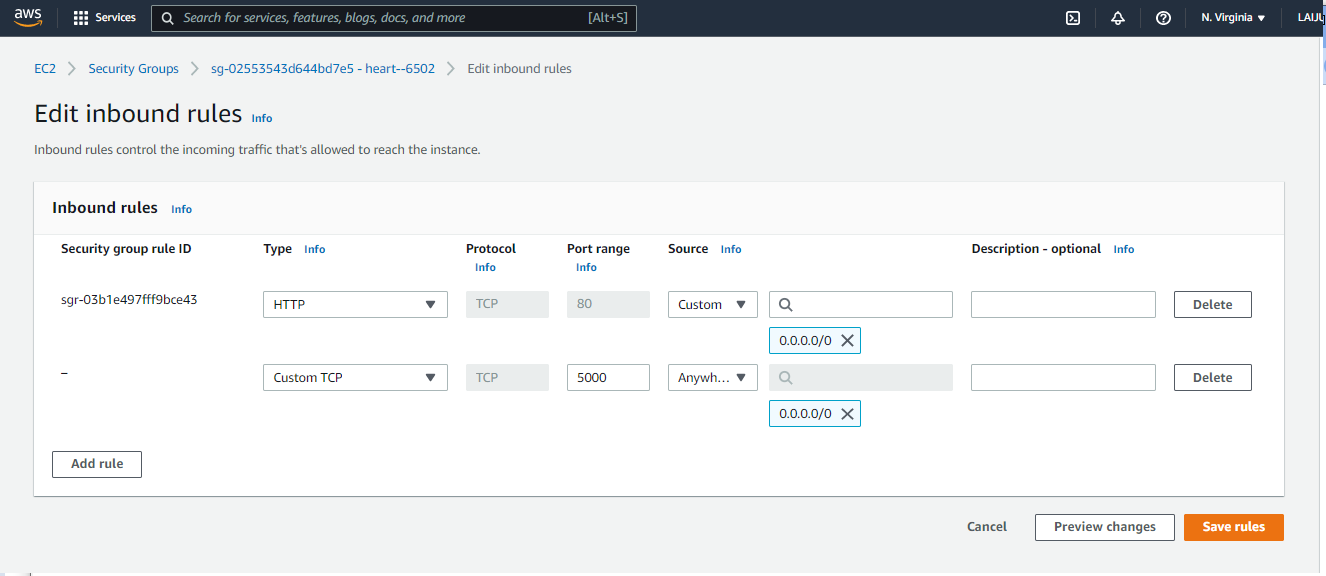 aws Services Search for services, features, blogs, docs, and more [Alt+S] N. Virginia LAIJU
EC2 Security Groups sg-02553543d644bd7e5 - heart--6502 Edit inbound rules
Edit inbound rules Info
Inbound rules control the incoming traffic that's allowed to reach the instance.
Inbound rules Info
Security group rule ID Type Info Protocol Port range Source Info Description - optional Info
Info Info
sgr-03b1e497fff9bce43 HTTP TCP 80 Custom Delete
0.0.0.0/0
– Custom TCP TCP 5000 Anywh... Delete
0.0.0.0/0
Add rule
Cancel Preview changes Save rules